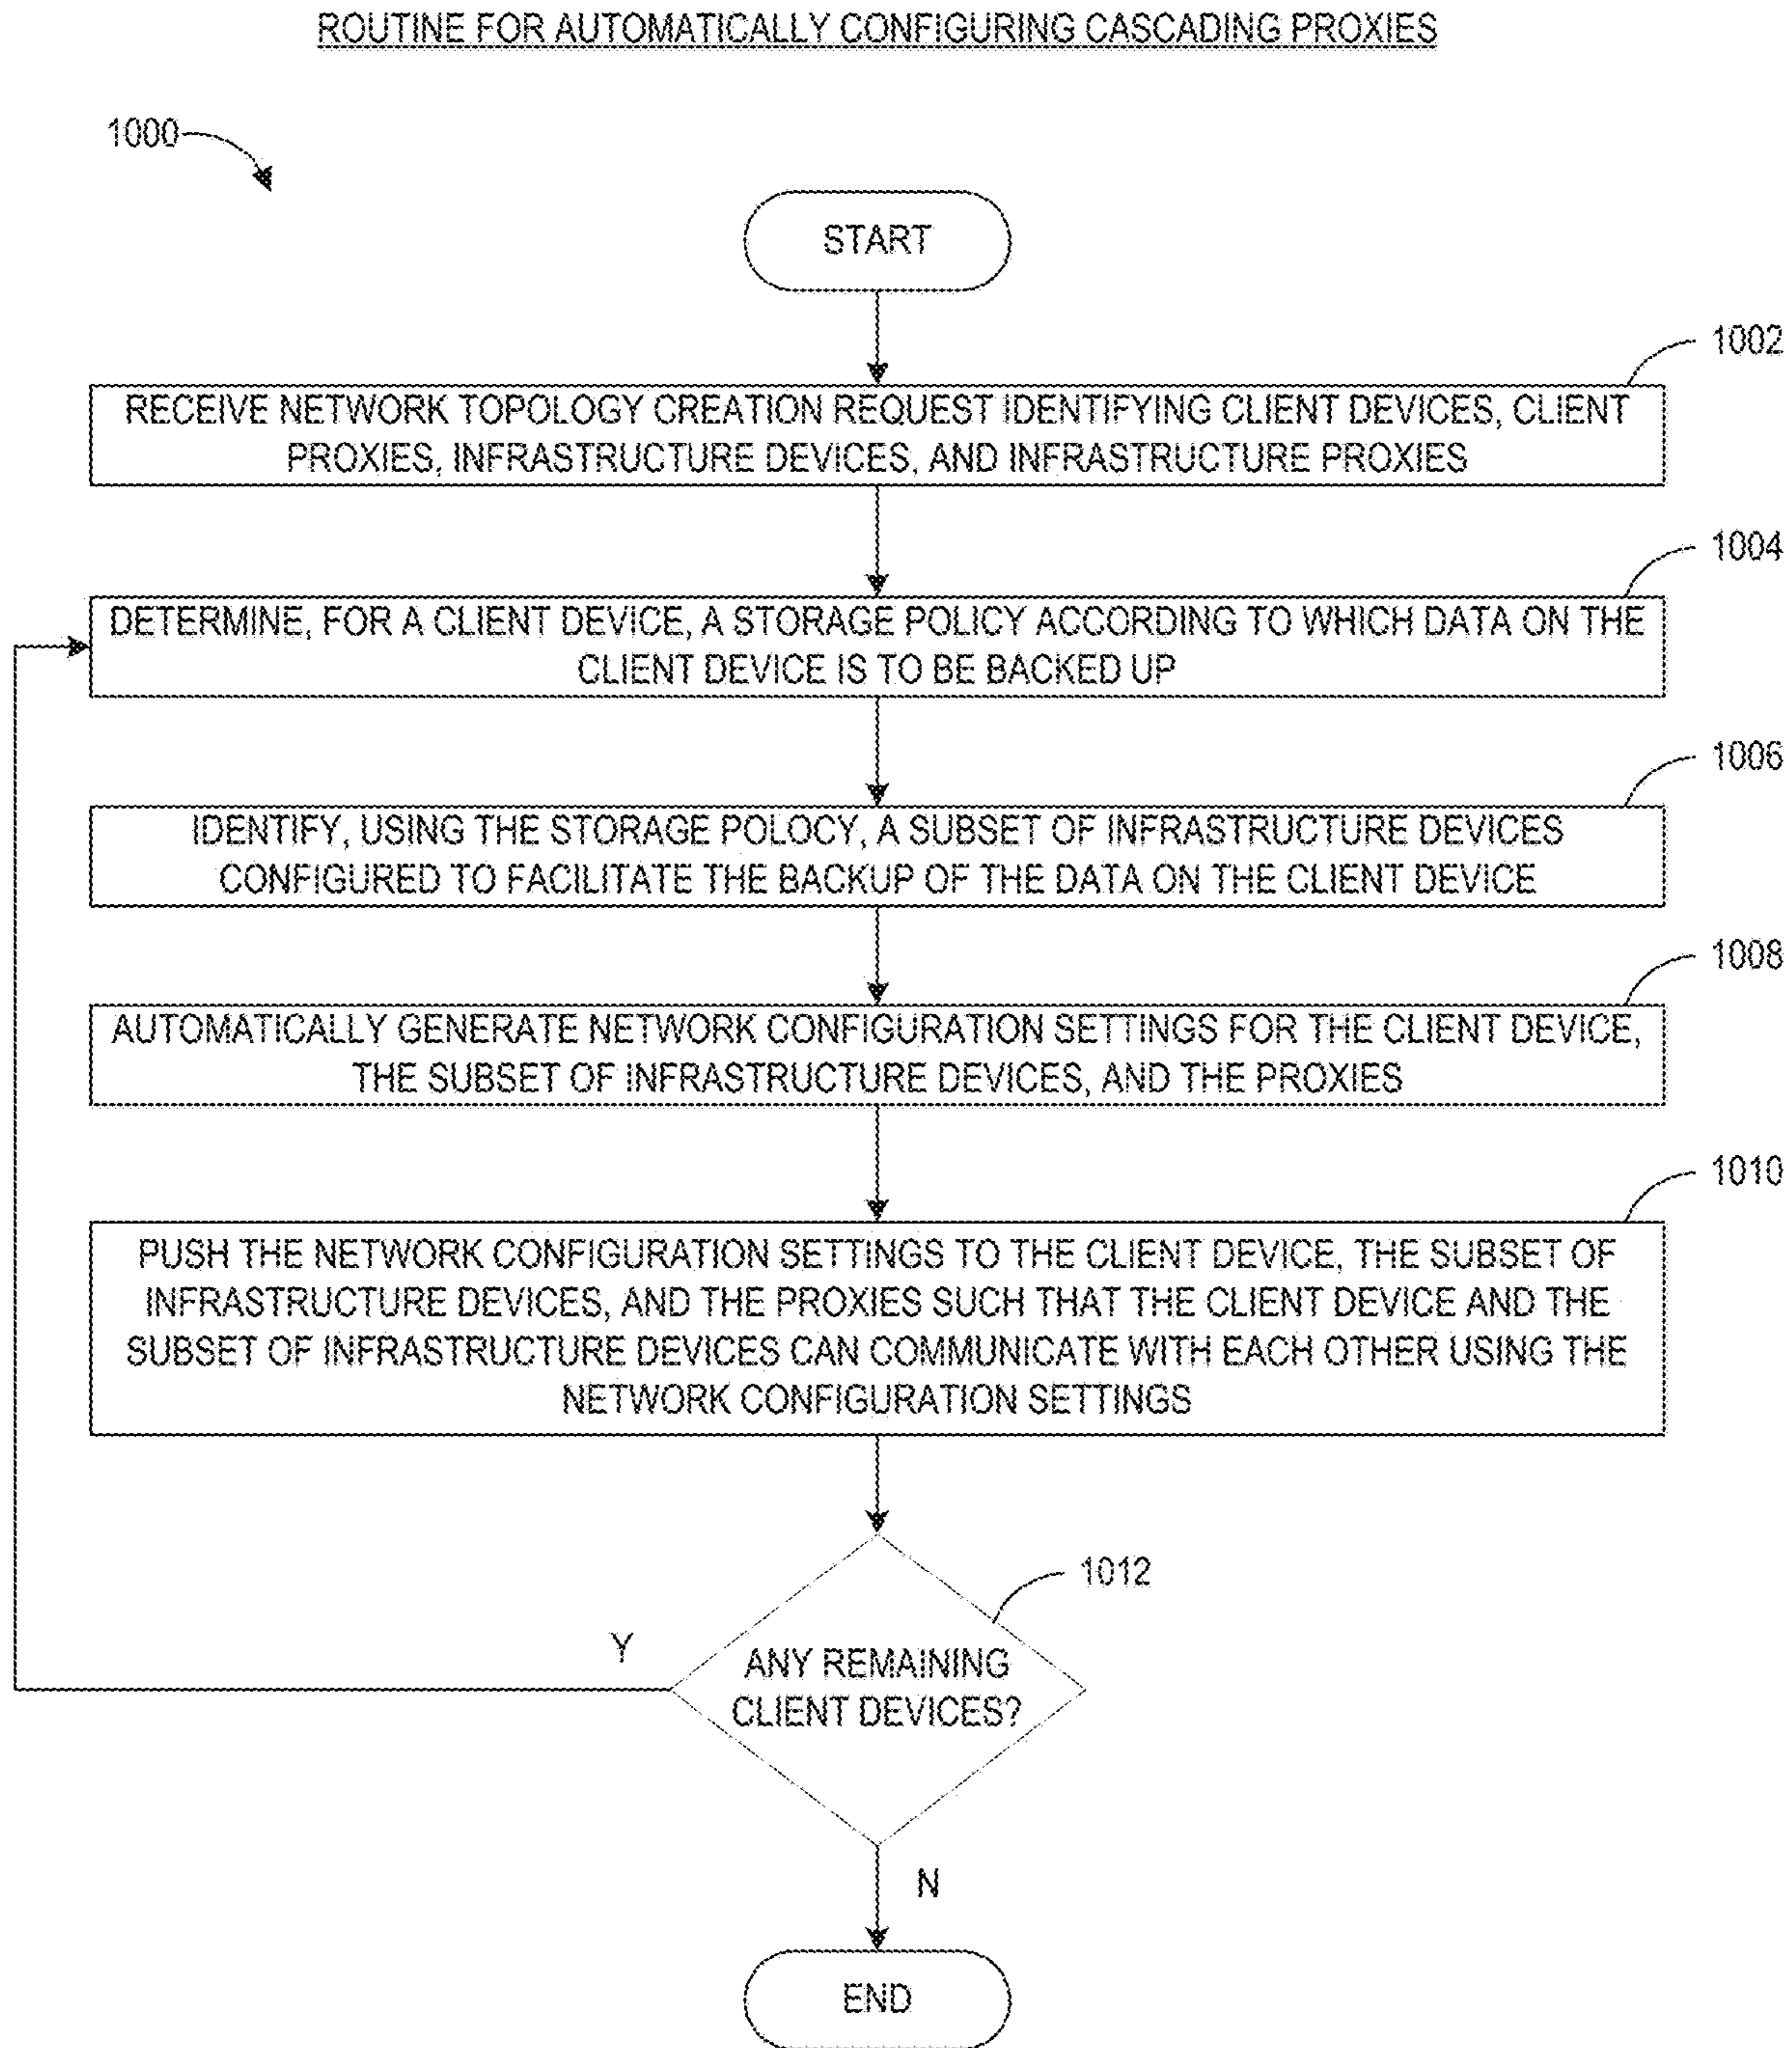 ROUTINE FOR AUTOMATICALLY CONFIGURING CASCADING PROXIES
1000
START
1002
RECEIVE NETWORK TOPOLOGY CREATION REQUEST IDENTIFYING CLIENT DEVICES, CLIENT
PROXIES, INFRASTRUCTURE DEVICES, AND INFRASTRUCTURE PROXIES
1004
DETERMINE, FOR A CLIENT DEVICE, A STORAGE POLICY ACCORDING TO WHICH DATA ON THE
CLIENT DEVICE IS TO BE BACKED UP
1006
IDENTIFY, USING THE STORAGE POLOCY, A SUBSET OF INFRASTRUCTURE DEVICES
CONFIGURED TO FACILITATE THE BACKUP OF THE DATA ON THE CLIENT DEVICE
1008
AUTOMATICALLY GENERATE NETWORK CONFIGURATION SETTINGS FOR THE CLIENT DEVICE,
THE SUBSET OF INFRASTRUCTURE DEVICES, AND THE PROXIES
1010
PUSH THE NETWORK CONFIGURATION SETTINGS TO THE CLIENT DEVICE, THE SUBSET OF
INFRASTRUCTURE DEVICES, AND THE PROXIES SUCH THAT THE CLIENT DEVICE AND THE
SUBSET OF INFRASTRUCTURE DEVICES CAN COMMUNICATE WITH EACH OTHER USING THE
NETWORK CONFIGURATION SETTINGS
1012
Y
ANY REMAINING
CLIENT DEVICES?
N
END